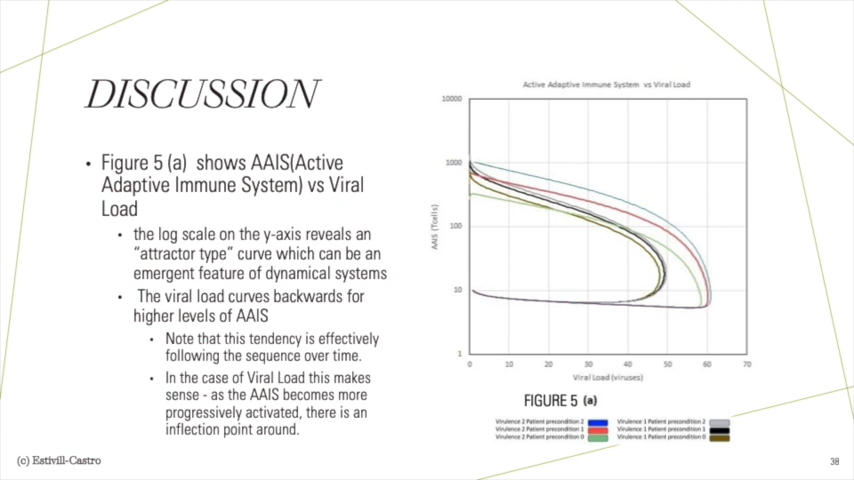 DISCUSSION
• Figure 5 (a) shows AAIS(Active
Adaptive Immune System) vs Viral
Load
• the log scale on the y-axis reveals an
“attractor type” curve which can be an
emergent feature of dynamical systems
• The viral load curves backwards for
higher levels of AAIS
• Note that this tendency is effectively
following the sequence over time.
• In the case of Viral Load this makes
sense - as the AAIS becomes more
progressively activated, there is an
inflection point around.
Active Adaptive Immune System vs Viral Load
10000
1000
100
10
1
AAIS (Tcells)
0 10 20 30 40 50 60 70
Viral Load (viruses)
FIGURE 5 (a)
Virulence 2 Patient precondition 2 Virulence 1 Patient precondition 2
Virulence 2 Patient precondition 1 Virulence 1 Patient precondition 1
Virulence 2 Patient precondition 0 Virulence 1 Patient precondition 0
(c) Estivill-Castro
38